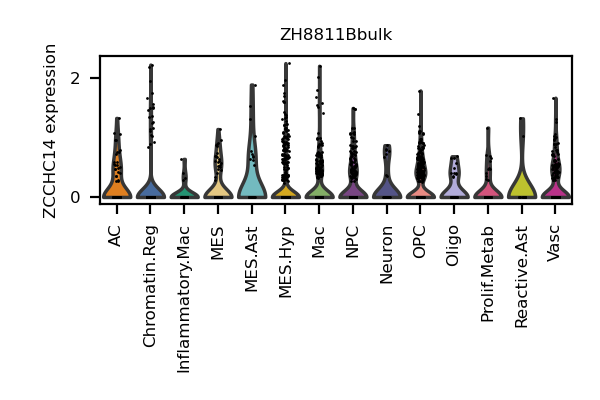 ZH8811Bbulk
ZCCHC14 expression
2
0
AC
Chromatin.Reg
Inflammatory.Mac
MES
MES.Ast
MES.Hyp
Mac
NPC
Neuron
OPC
Oligo
Prolif.Metab
Reactive.Ast
Vasc